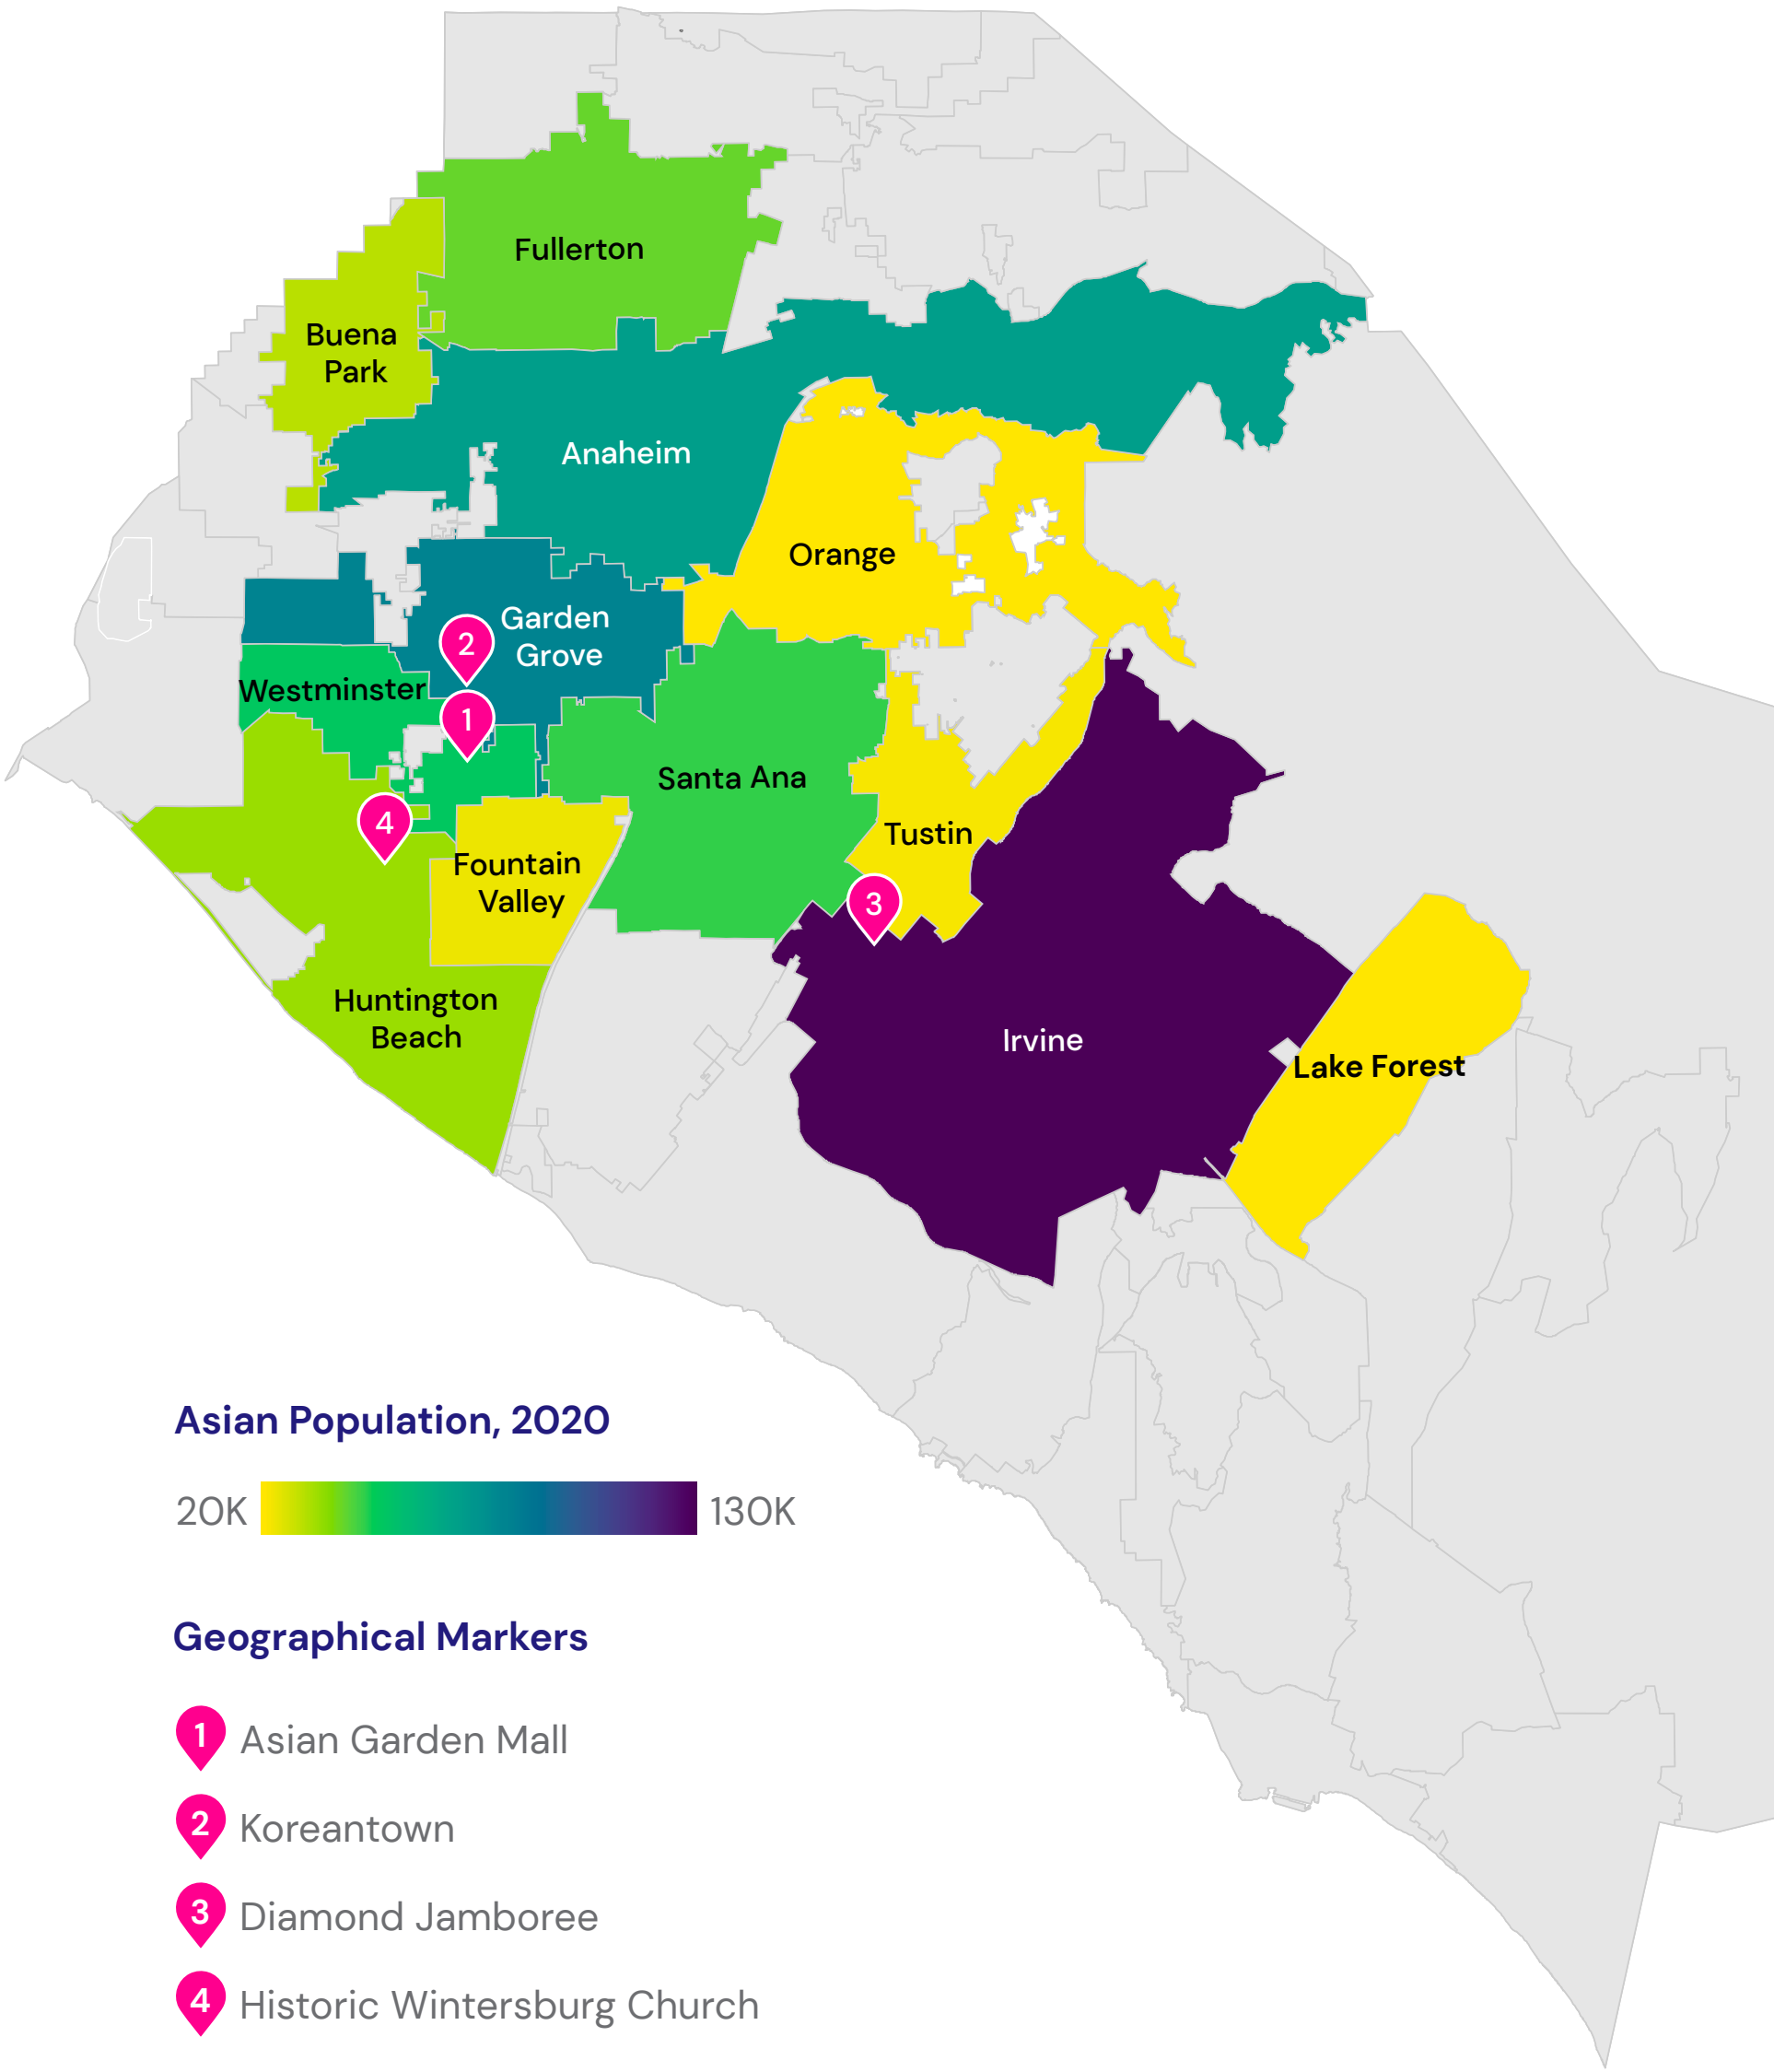 Fullerton
Buena
Park
Anaheim
Orange
Garden
Grove
2
Westminster
1
Santa Ana
4
Tustin
Fountain
Valley
3
Huntington
Beach
Irvine
Lake Forest
Asian Population, 2020
20K
130K
Geographical Markers
1 Asian Garden Mall
2 Koreantown
3 Diamond Jamboree
4 Historic Wintersburg Church